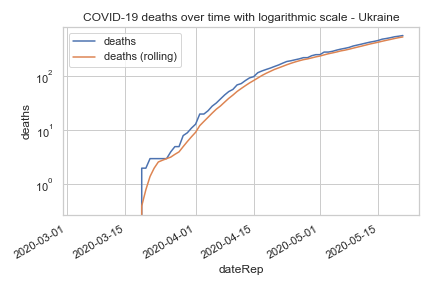 COVID-19 deaths over time with logarithmic scale - Ukraine
deaths
deaths (rolling)
10²
10¹
10⁰
deaths
2020-03-01
2020-03-15
2020-04-01
2020-04-15
2020-05-01
2020-05-15
dateRep